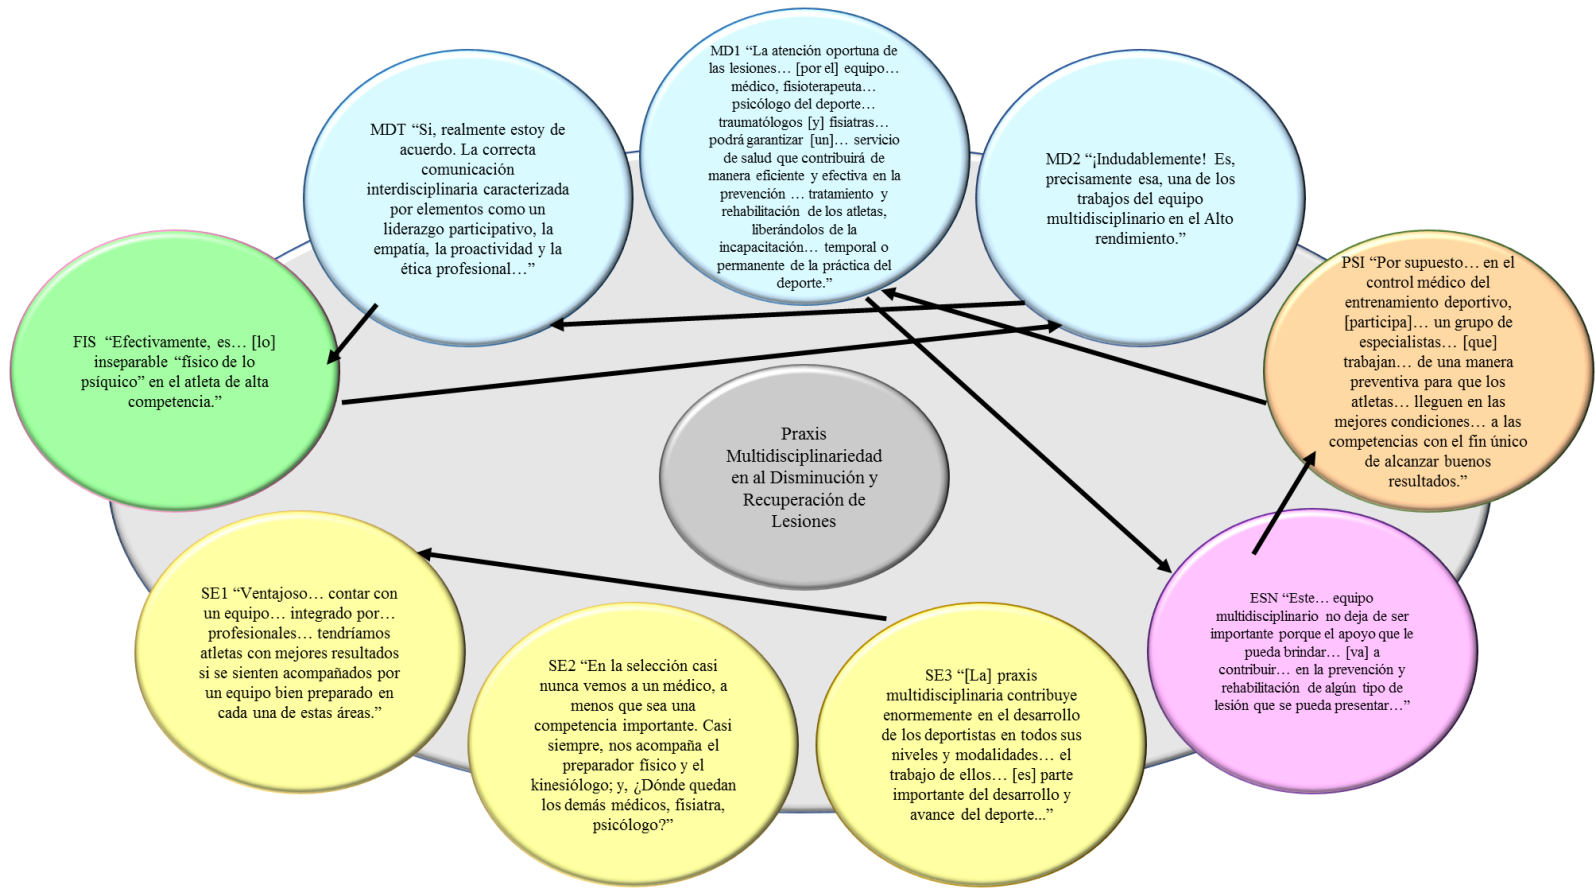 MD1 “La atención oportuna de
las lesiones… [por el] equipo…
médico, fisioterapeuta…
psicólogo del deporte…
traumatólogos [y] fisiatras…
podrá garantizar [un]… servicio
de salud que contribuirá de
manera eficiente y efectiva en la
prevención … tratamiento y
rehabilitación de los atletas,
liberándolos de la
incapacitación… temporal o
permanente de la práctica del
deporte.”
MDT “Si, realmente estoy de
acuerdo. La correcta
comunicación
interdisciplinaria caracterizada
por elementos como un
liderazgo participativo, la
empatía, la proactividad y la
ética profesional…”
MD2 “¡Indudablemente! Es,
precisamente esa, una de los
trabajos del equipo
multidisciplinario en el Alto
rendimiento.”
FIS “Efectivamente, es… [lo]
inseparable “físico de lo
psíquico” en el atleta de alta
competencia.”
PSI “Por supuesto… en el
control médico del
entrenamiento deportivo,
[participa]… un grupo de
especialistas… [que]
trabajan… de una manera
preventiva para que los
atletas… lleguen en las
mejores condiciones… a las
competencias con el fin único
de alcanzar buenos
resultados.”
Praxis
Multidisciplinariedad
en al Disminución y
Recuperación de
Lesiones
SE1 “Ventajoso… contar con
un equipo… integrado por…
profesionales… tendríamos
atletas con mejores resultados
si se sienten acompañados por
un equipo bien preparado en
cada una de estas áreas.”
SE2 “En la selección casi
nunca vemos a un médico, a
menos que sea una
competencia importante. Casi
siempre, nos acompaña el
preparador físico y el
kinesiólogo; y, ¿Dónde quedan
los demás médicos, fisiatra,
psicólogo?”
SE3 “[La] praxis
multidisciplinaria contribuye
enormemente en el desarrollo
de los deportistas en todos sus
niveles y modalidades… el
trabajo de ellos… [es] parte
importante del desarrollo y
avance del deporte...”
ESN “Este… equipo
multidisciplinario no deja de ser
importante porque el apoyo que le
pueda brindar… [va] a
contribuir… en la prevención y
rehabilitación de algún tipo de
lesión que se pueda presentar…”